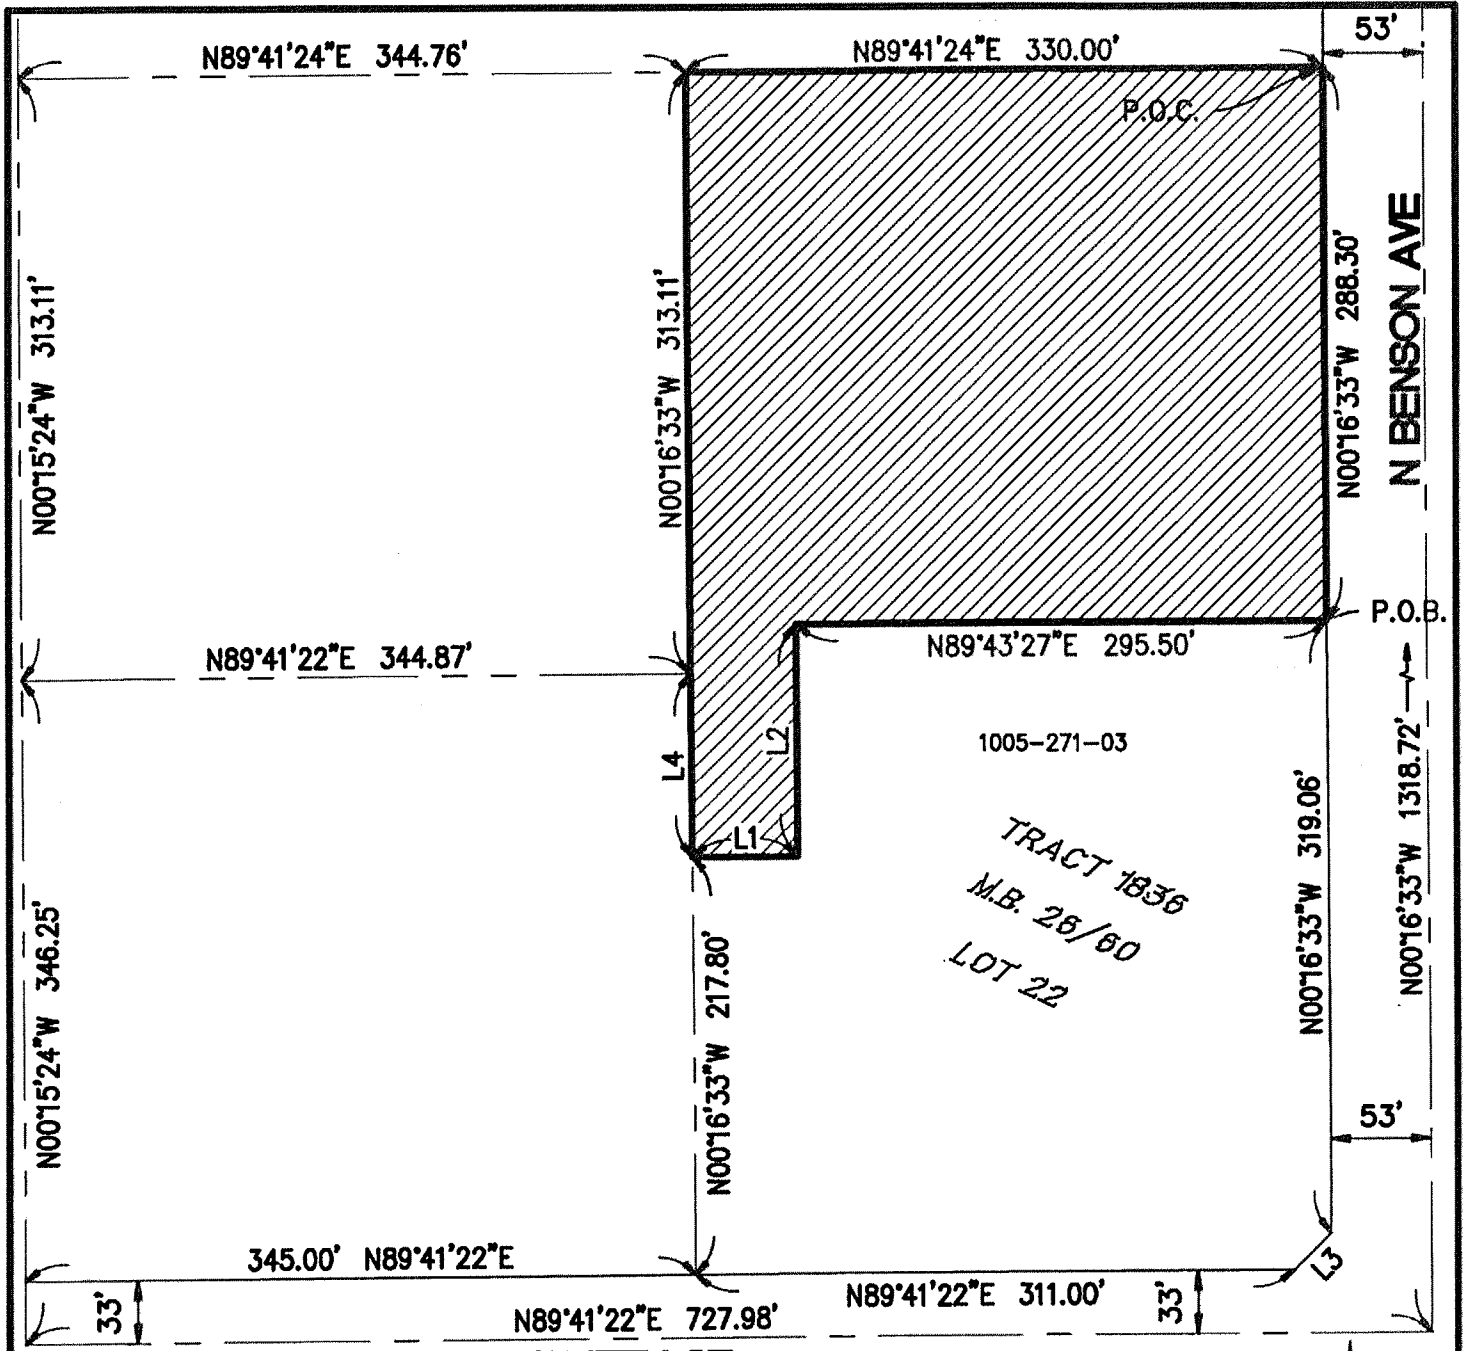 53'
N89°41'24"E 344.76'
N89°41'24"E 330.00'
P.O.C.
N BENSON AVE
N00°15'24"W 313.11'
N00°16'33"W 313.11'
N00°16'33"W 288.30'
P.O.B.
N89°43'27"E 295.50'
N89°41'22"E 344.87'
L2
L4
1005-271-03
N00°16'33"W 1318.72'
N00°16'33"W 319.06'
L1
TRACT 1836
M.B. 26/60
LOT 22
N00°15'24"W 346.25'
N00°16'33"W 217.80'
53'
345.00' N89°41'22"E
L3
N89°41'22"E 311.00'
33'
33'
N89°41'22"E 727.98'